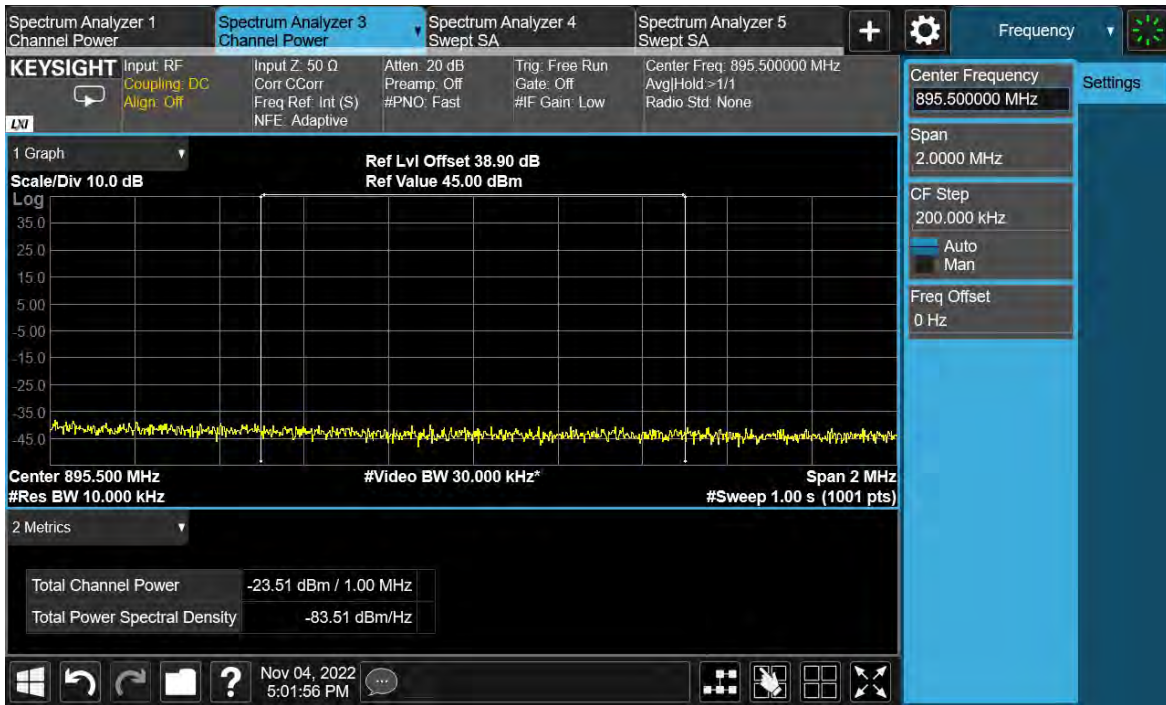 Spectrum Analyzer 1
Channel Power
Spectrum Analyzer 3
Channel Power
Spectrum Analyzer 4
Swept SA
Spectrum Analyzer 5
Swept SA
+
Frequency
KEYSIGHT
LXI
Input: RF
Coupling: DC
Align: Off
Input Z: 50 Ω
Corr CCorr
Freq Ref: Int (S)
NFE: Adaptive
Atten: 20 dB
Preamp: Off
#PNO: Fast
Trig: Free Run
Gate: Off
#IF Gain: Low
Center Freq: 895.500000 MHz
Avg|Hold:>1/1
Radio Std: None
Center Frequency
895.500000 MHz
Settings
Span
2.0000 MHz
CF Step
200.000 kHz
Auto
Man
Freq Offset
0 Hz
1 Graph
Scale/Div 10.0 dB
Ref Lvl Offset 38.90 dB
Ref Value 45.00 dBm
Log
35.0
25.0
15.0
5.00
-5.00
-15.0
-25.0
-35.0
-45.0
Center 895.500 MHz
#Video BW 30.000 kHz*
Span 2 MHz
#Res BW 10.000 kHz
#Sweep 1.00 s (1001 pts)
2 Metrics
Total Channel Power -23.51 dBm / 1.00 MHz
Total Power Spectral Density -83.51 dBm/Hz
?
Nov 04, 2022
5:01:56 PM